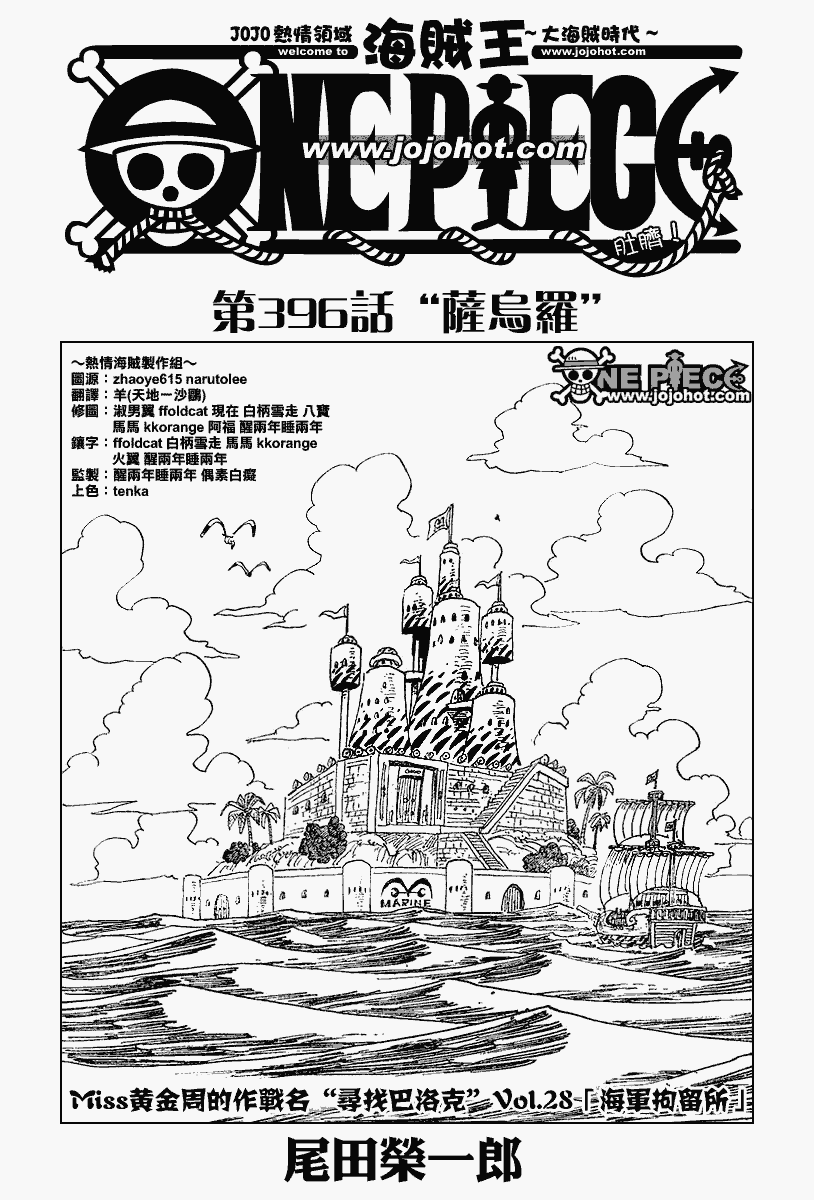 JOJO熱情領域 海賊王 ~大海賊時代~
welcome to www.jojohot.com
ONE PIECE
www.jojohot.com
肚臍！
第396話 “薩烏羅”
～熱情海賊製作組～
圖源：zhaoye615 narutolee
翻譯：羊(天地一沙鷗)
修圖：淑男翼 ffoldcat 現在 白柄雪走 八寶
馬馬 kkorange 阿福 醒兩年睡兩年
鑲字：ffoldcat 白柄雪走 馬馬 kkorange
火翼 醒兩年睡兩年
監製：醒兩年睡兩年 偶素白癡
上色：tenka
ONE PIECE
www.jojohot.com
MARINE
Miss黃金周的作戰名“尋找巴洛克” Vol.28「海軍拘留所」
尾田榮一郎